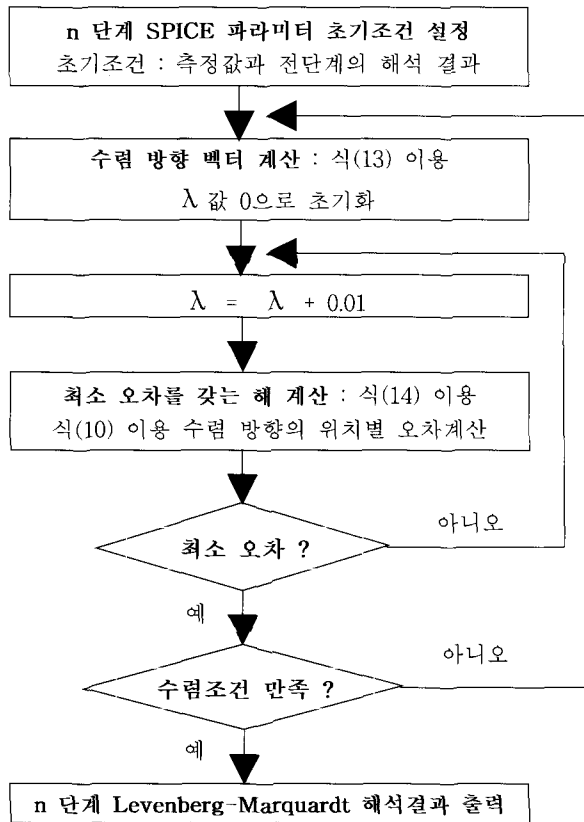 n 단계 SPICE 파라미터 초기조건 설정
초기조건 : 측정값과 전단계의 해석 결과
수렴 방향 벡터 계산 : 식(13) 이용
λ 값 0으로 초기화
λ = λ + 0.01
최소 오차를 갖는 해 계산 : 식(14) 이용
식(10) 이용 수렴 방향의 위치별 오차계산
아니오
최소 오차 ?
예
아니오
수렴조건 만족 ?
예
n 단계 Levenberg-Marquardt 해석결과 출력